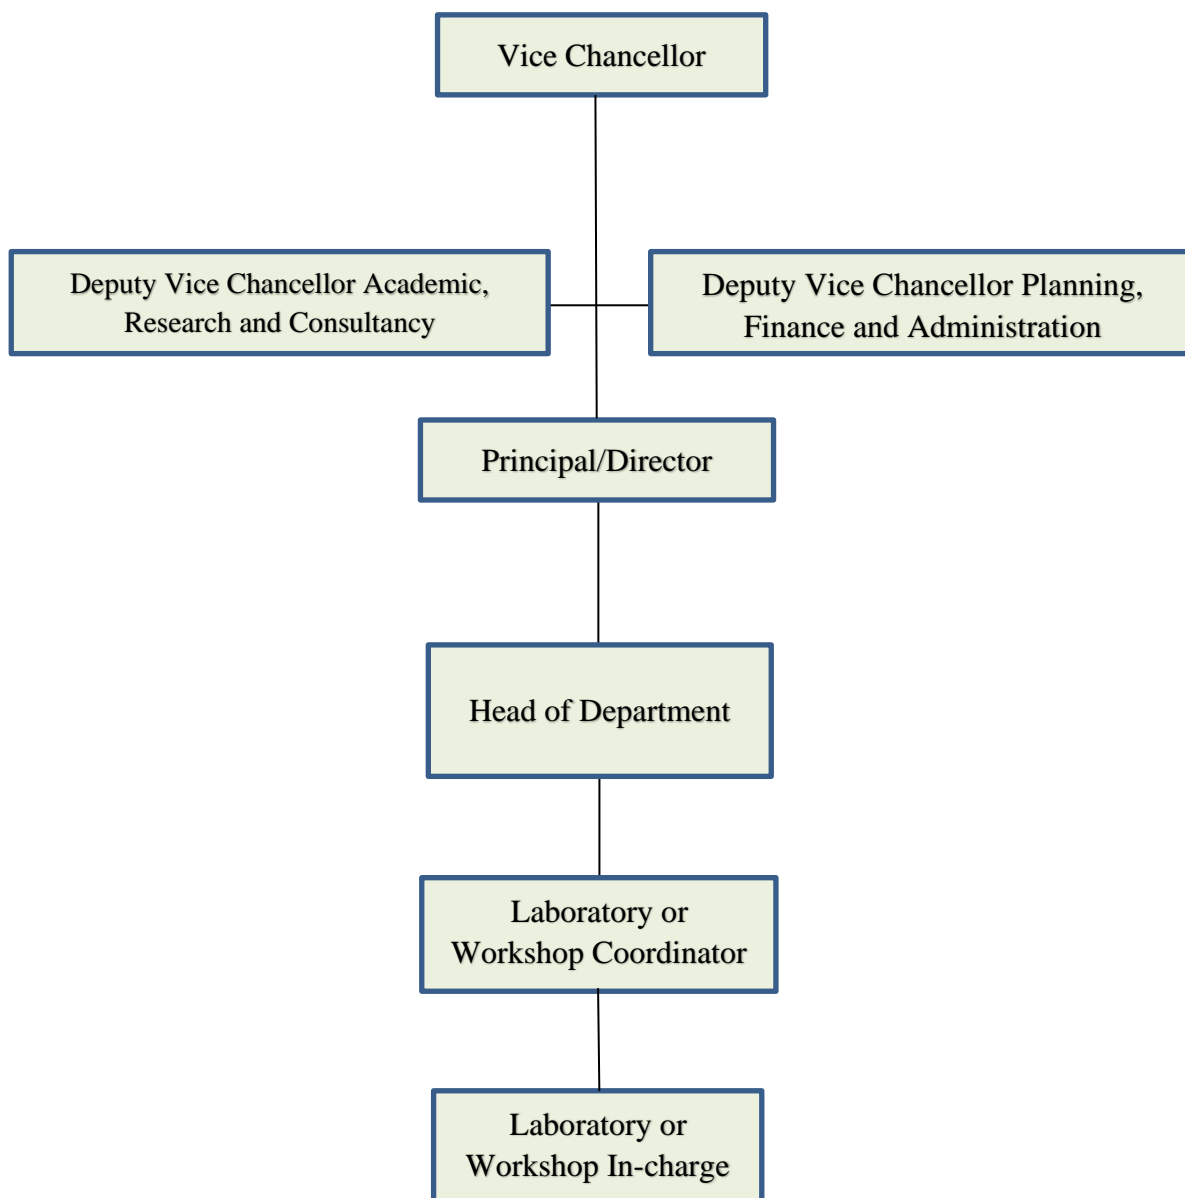 Vice Chancellor
Deputy Vice Chancellor Academic,
Research and Consultancy
Deputy Vice Chancellor Planning,
Finance and Administration
Principal/Director
Head of Department
Laboratory or
Workshop Coordinator
Laboratory or
Workshop In-charge